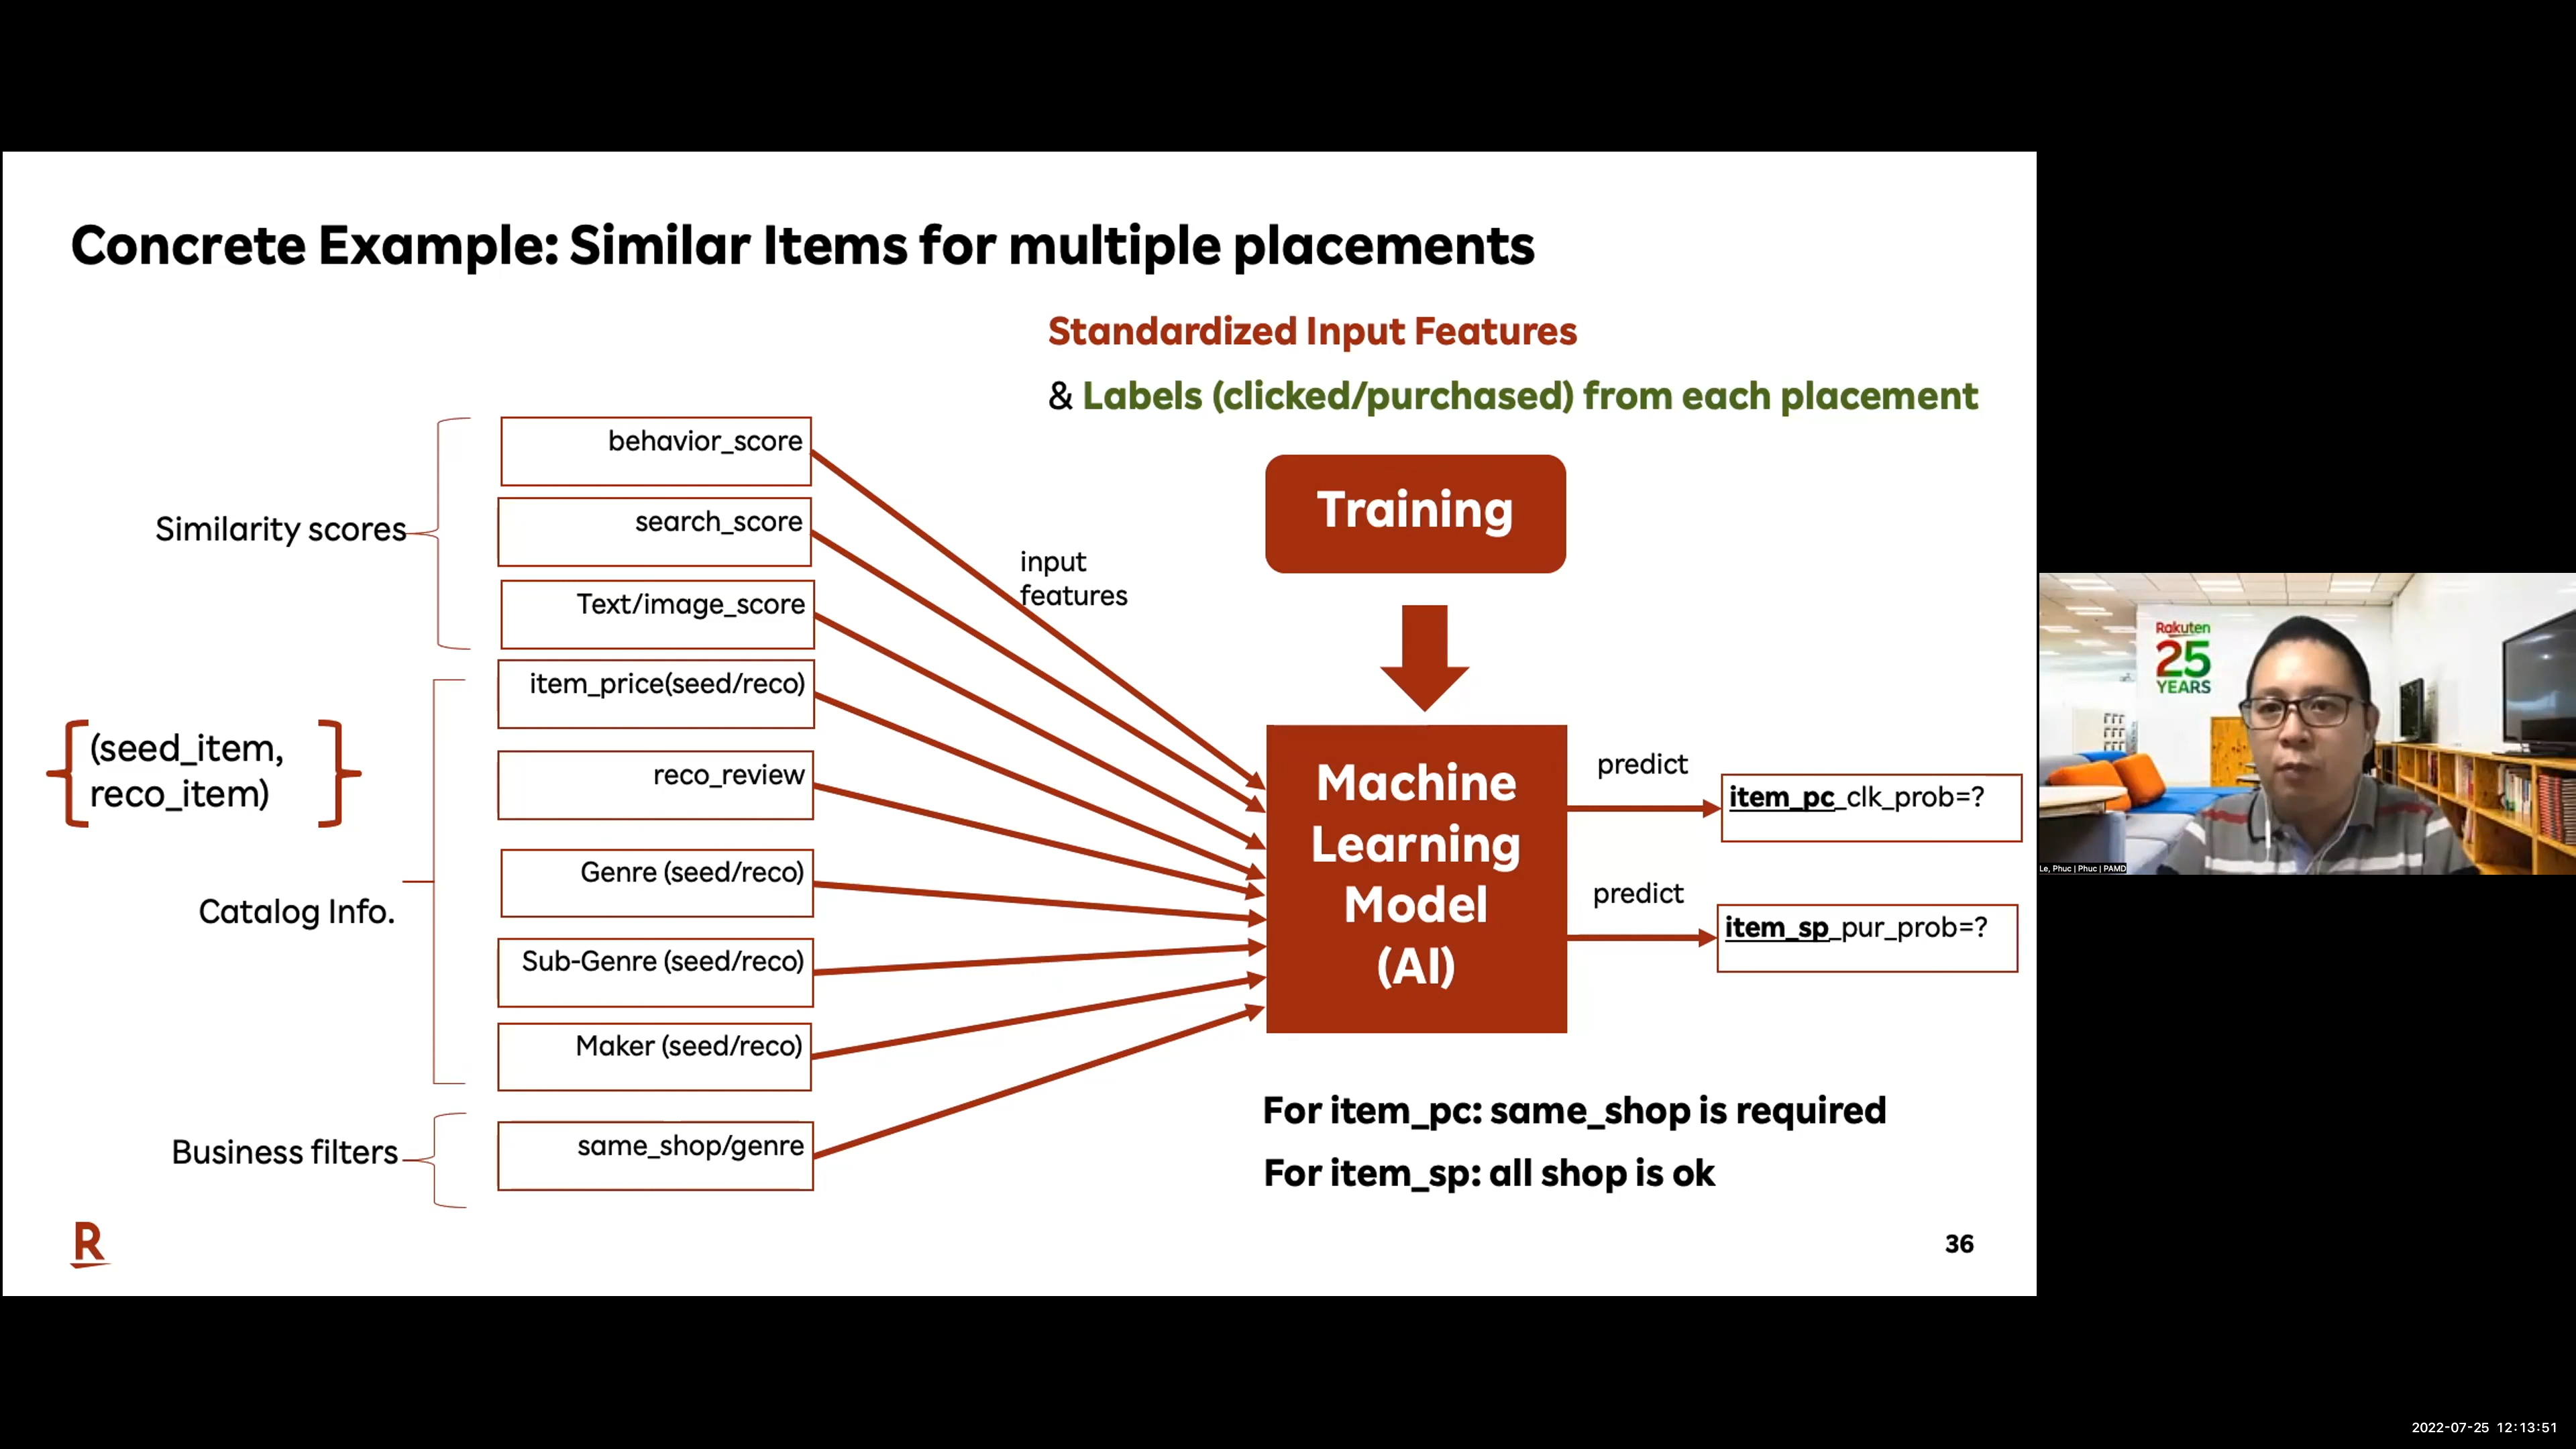 Concrete Example: Similar Items for multiple placements
Standardized Input Features
& Labels (clicked/purchased) from each placement
Similarity scores
behavior_score
search_score
Text/image_score
(seed_item,
reco_item)
Catalog Info.
item_price(seed/reco)
reco_review
Genre (seed/reco)
Sub-Genre (seed/reco)
Maker (seed/reco)
Business filters
same_shop/genre
input
features
Training
Machine
Learning
Model
(AI)
predict
item_pc_clk_prob=?
predict
item_sp_pur_prob=?
For item_pc: same_shop is required
For item_sp: all shop is ok
R
36
Rakuten
25
YEARS
Le, Phuc | Phuc | PAMD
2022-07-25 12:13:51